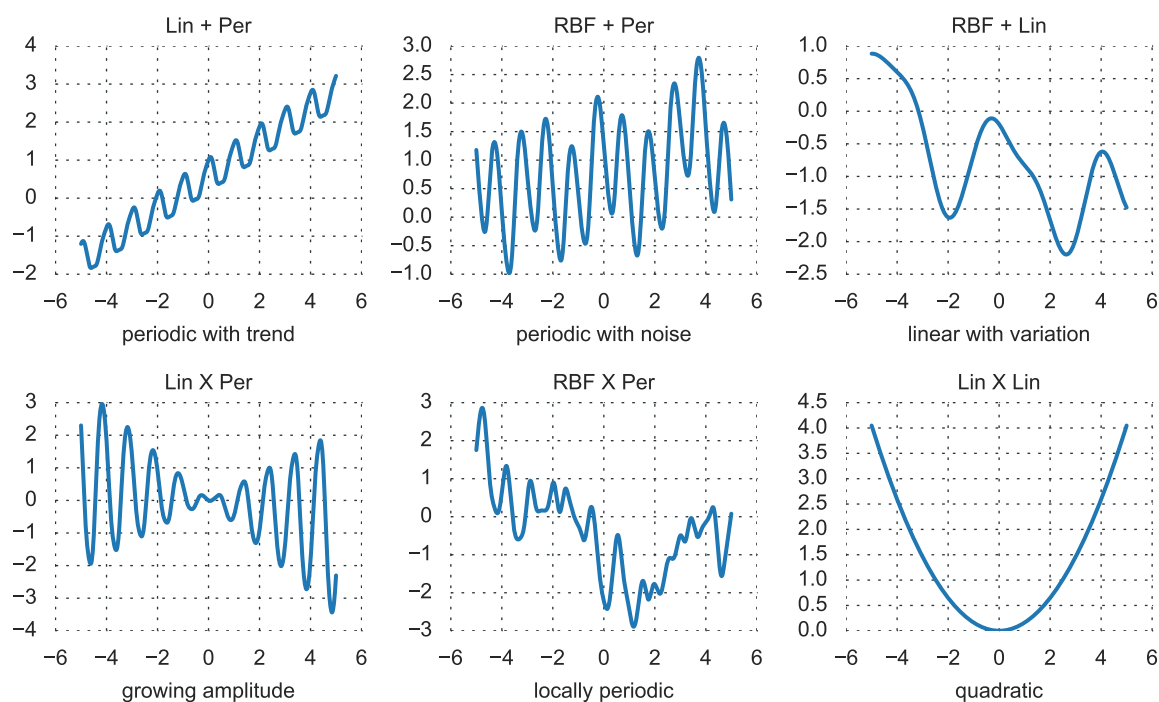 Lin + Per
4
3
2
1
0
−1
−2
−6 −4 −2 0 2 4 6
periodic with trend
RBF + Per
3.0
2.5
2.0
1.5
1.0
0.5
0.0
−0.5
−1.0
−6 −4 −2 0 2 4 6
periodic with noise
RBF + Lin
1.0
0.5
0.0
−0.5
−1.0
−1.5
−2.0
−2.5
−6 −4 −2 0 2 4 6
linear with variation
Lin X Per
3
2
1
0
−1
−2
−3
−4
−6 −4 −2 0 2 4 6
growing amplitude
RBF X Per
3
2
1
0
−1
−2
−3
−6 −4 −2 0 2 4 6
locally periodic
Lin X Lin
4.5
4.0
3.5
3.0
2.5
2.0
1.5
1.0
0.5
0.0
−6 −4 −2 0 2 4 6
quadratic